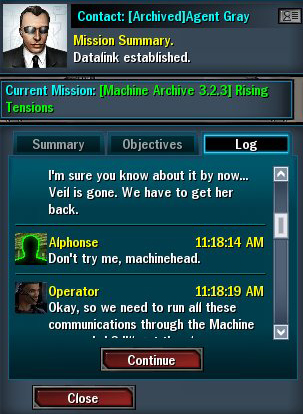 Contact: [Archived]Agent Gray
Mission Summary.
Datalink established.
Current Mission: [Machine Archive 3.2.3] Rising
Tensions
Summary Objectives Log
I'm sure you know about it by now...
Veil is gone. We have to get her
back.
Alphonse 11:18:14 AM
Don't try me, machinehead.
Operator 11:18:19 AM
Okay, so we need to run all these
communications through the Machine
Continue
Close